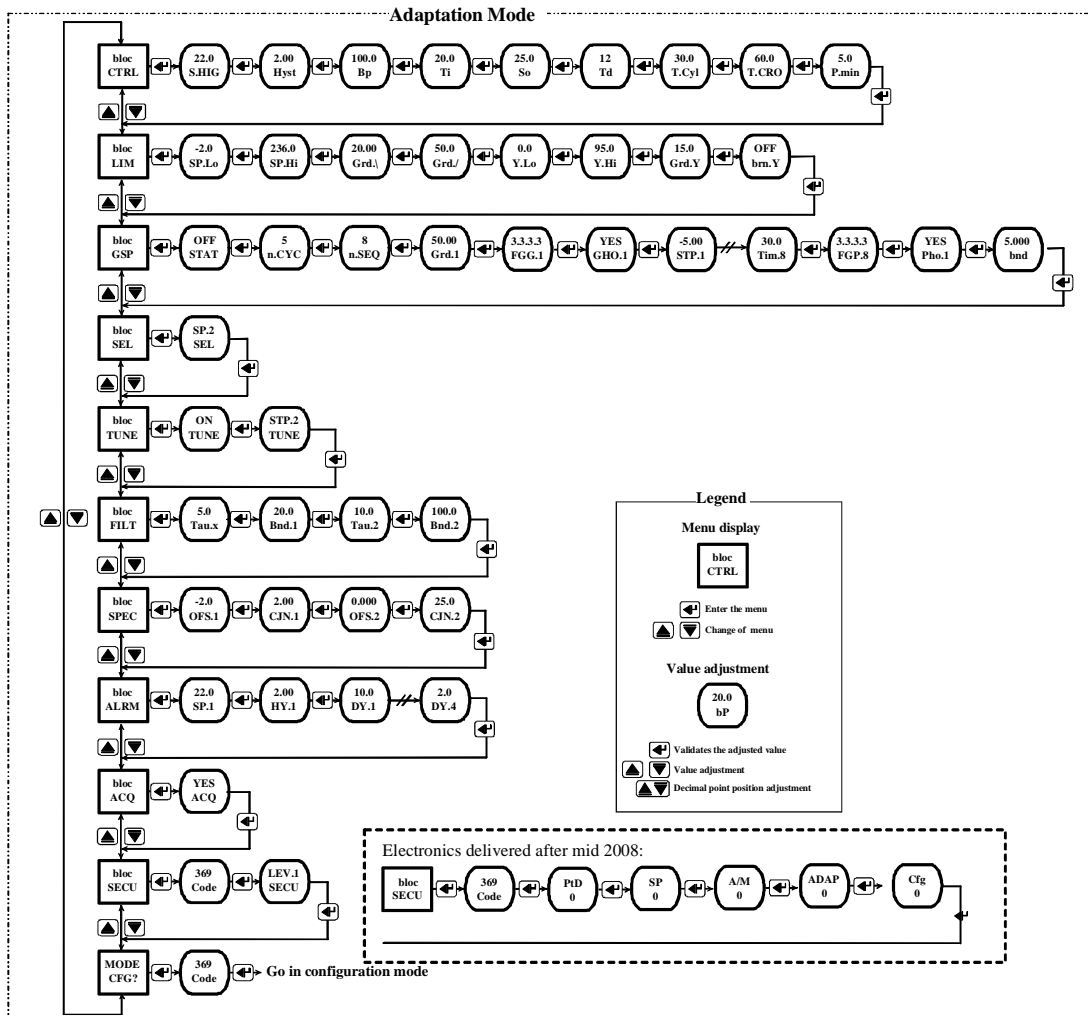 Adaptation Mode
bloc CTRL
22.0 S.HIG
2.00 Hyst
100.0 Bp
20.0 Ti
25.0 So
12 Td
30.0 T.Cyl
60.0 T.CRO
5.0 P.min
bloc LIM
-2.0 SP.Lo
236.0 SP.Hi
20.00 Grd.\
50.0 Grd./
0.0 Y.Lo
95.0 Y.Hi
15.0 Grd.Y
OFF brn.Y
bloc GSP
OFF STAT
5 n.CYC
8 n.SEQ
50.00 Grd.1
3.3.3.3 FGG.1
YES GHO.1
-5.00 STP.1
30.0 Tim.8
3.3.3.3 FGP.8
YES Pho.1
5.000 bnd
bloc SEL
SP.2 SEL
bloc TUNE
ON TUNE
STP.2 TUNE
bloc FILT
5.0 Tau.x
20.0 Bnd.1
10.0 Tau.2
100.0 Bnd.2
bloc SPEC
-2.0 OFS.1
2.00 CJN.1
0.000 OFS.2
25.0 CJN.2
bloc ALRM
22.0 SP.1
2.00 HY.1
10.0 DY.1
2.0 DY.4
bloc ACQ
YES ACQ
bloc SECU
369 Code
LEV.1 SECU
MODE CFG?
369 Code
Go in configuration mode
Legend
Menu display
bloc CTRL
Enter the menu
Change of menu
Value adjustment
20.0 bP
Validates the adjusted value
Value adjustment
Decimal point position adjustment
Electronics delivered after mid 2008:
bloc SECU
369 Code
PtD 0
SP 0
A/M 0
ADAP 0
Cfg 0